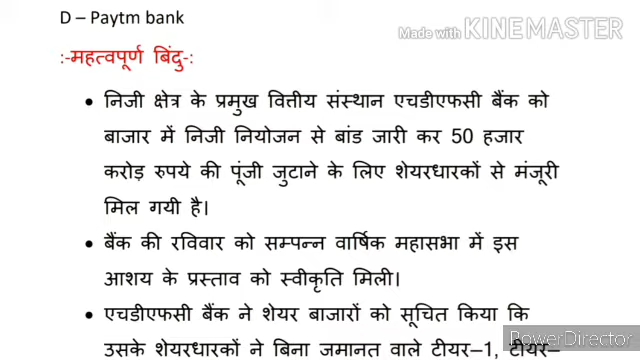 D – Paytm bank
Made with KINEMASTER
:-महत्वपूर्ण बिंदु-:
• निजी क्षेत्र के प्रमुख वित्तीय संस्थान एचडीएफसी बैंक को
बाजार में निजी नियोजन से बांड जारी कर 50 हजार
करोड़ रुपये की पूंजी जुटाने के लिए शेयरधारकों से मंजूरी
मिल गयी है।
• बैंक की रविवार को सम्पन्न वार्षिक महासभा में इस
आशय के प्रस्ताव को स्वीकृति मिली।
• एचडीएफसी बैंक ने शेयर बाजारों को सूचित किया कि
उसके शेयरधारकों ने बिना जमानत वाले टीयर–1, टीयर–
PowerDirector